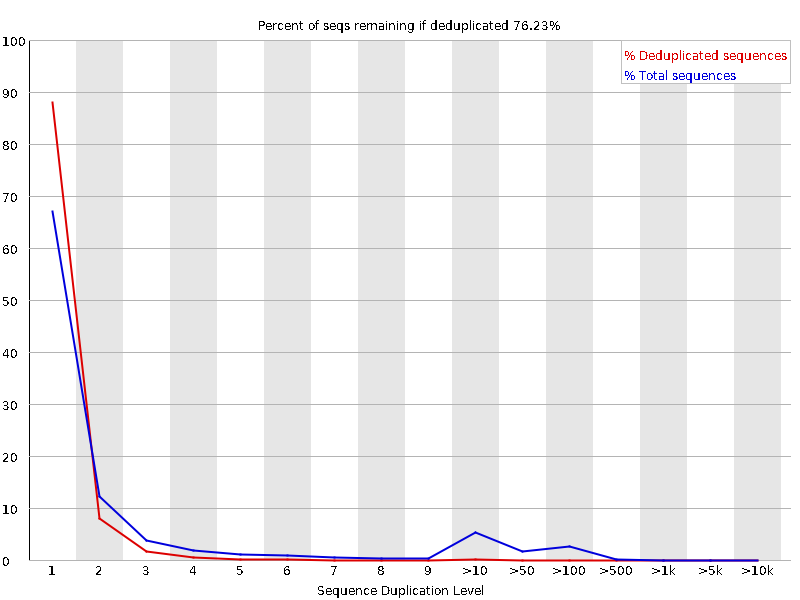 Percent of seqs remaining if deduplicated 76.23%
% Deduplicated sequences
% Total sequences
100
90
80
70
60
50
40
30
20
10
0
1 2 3 4 5 6 7 8 9 >10 >50 >100 >500 >1k >5k >10k
Sequence Duplication Level